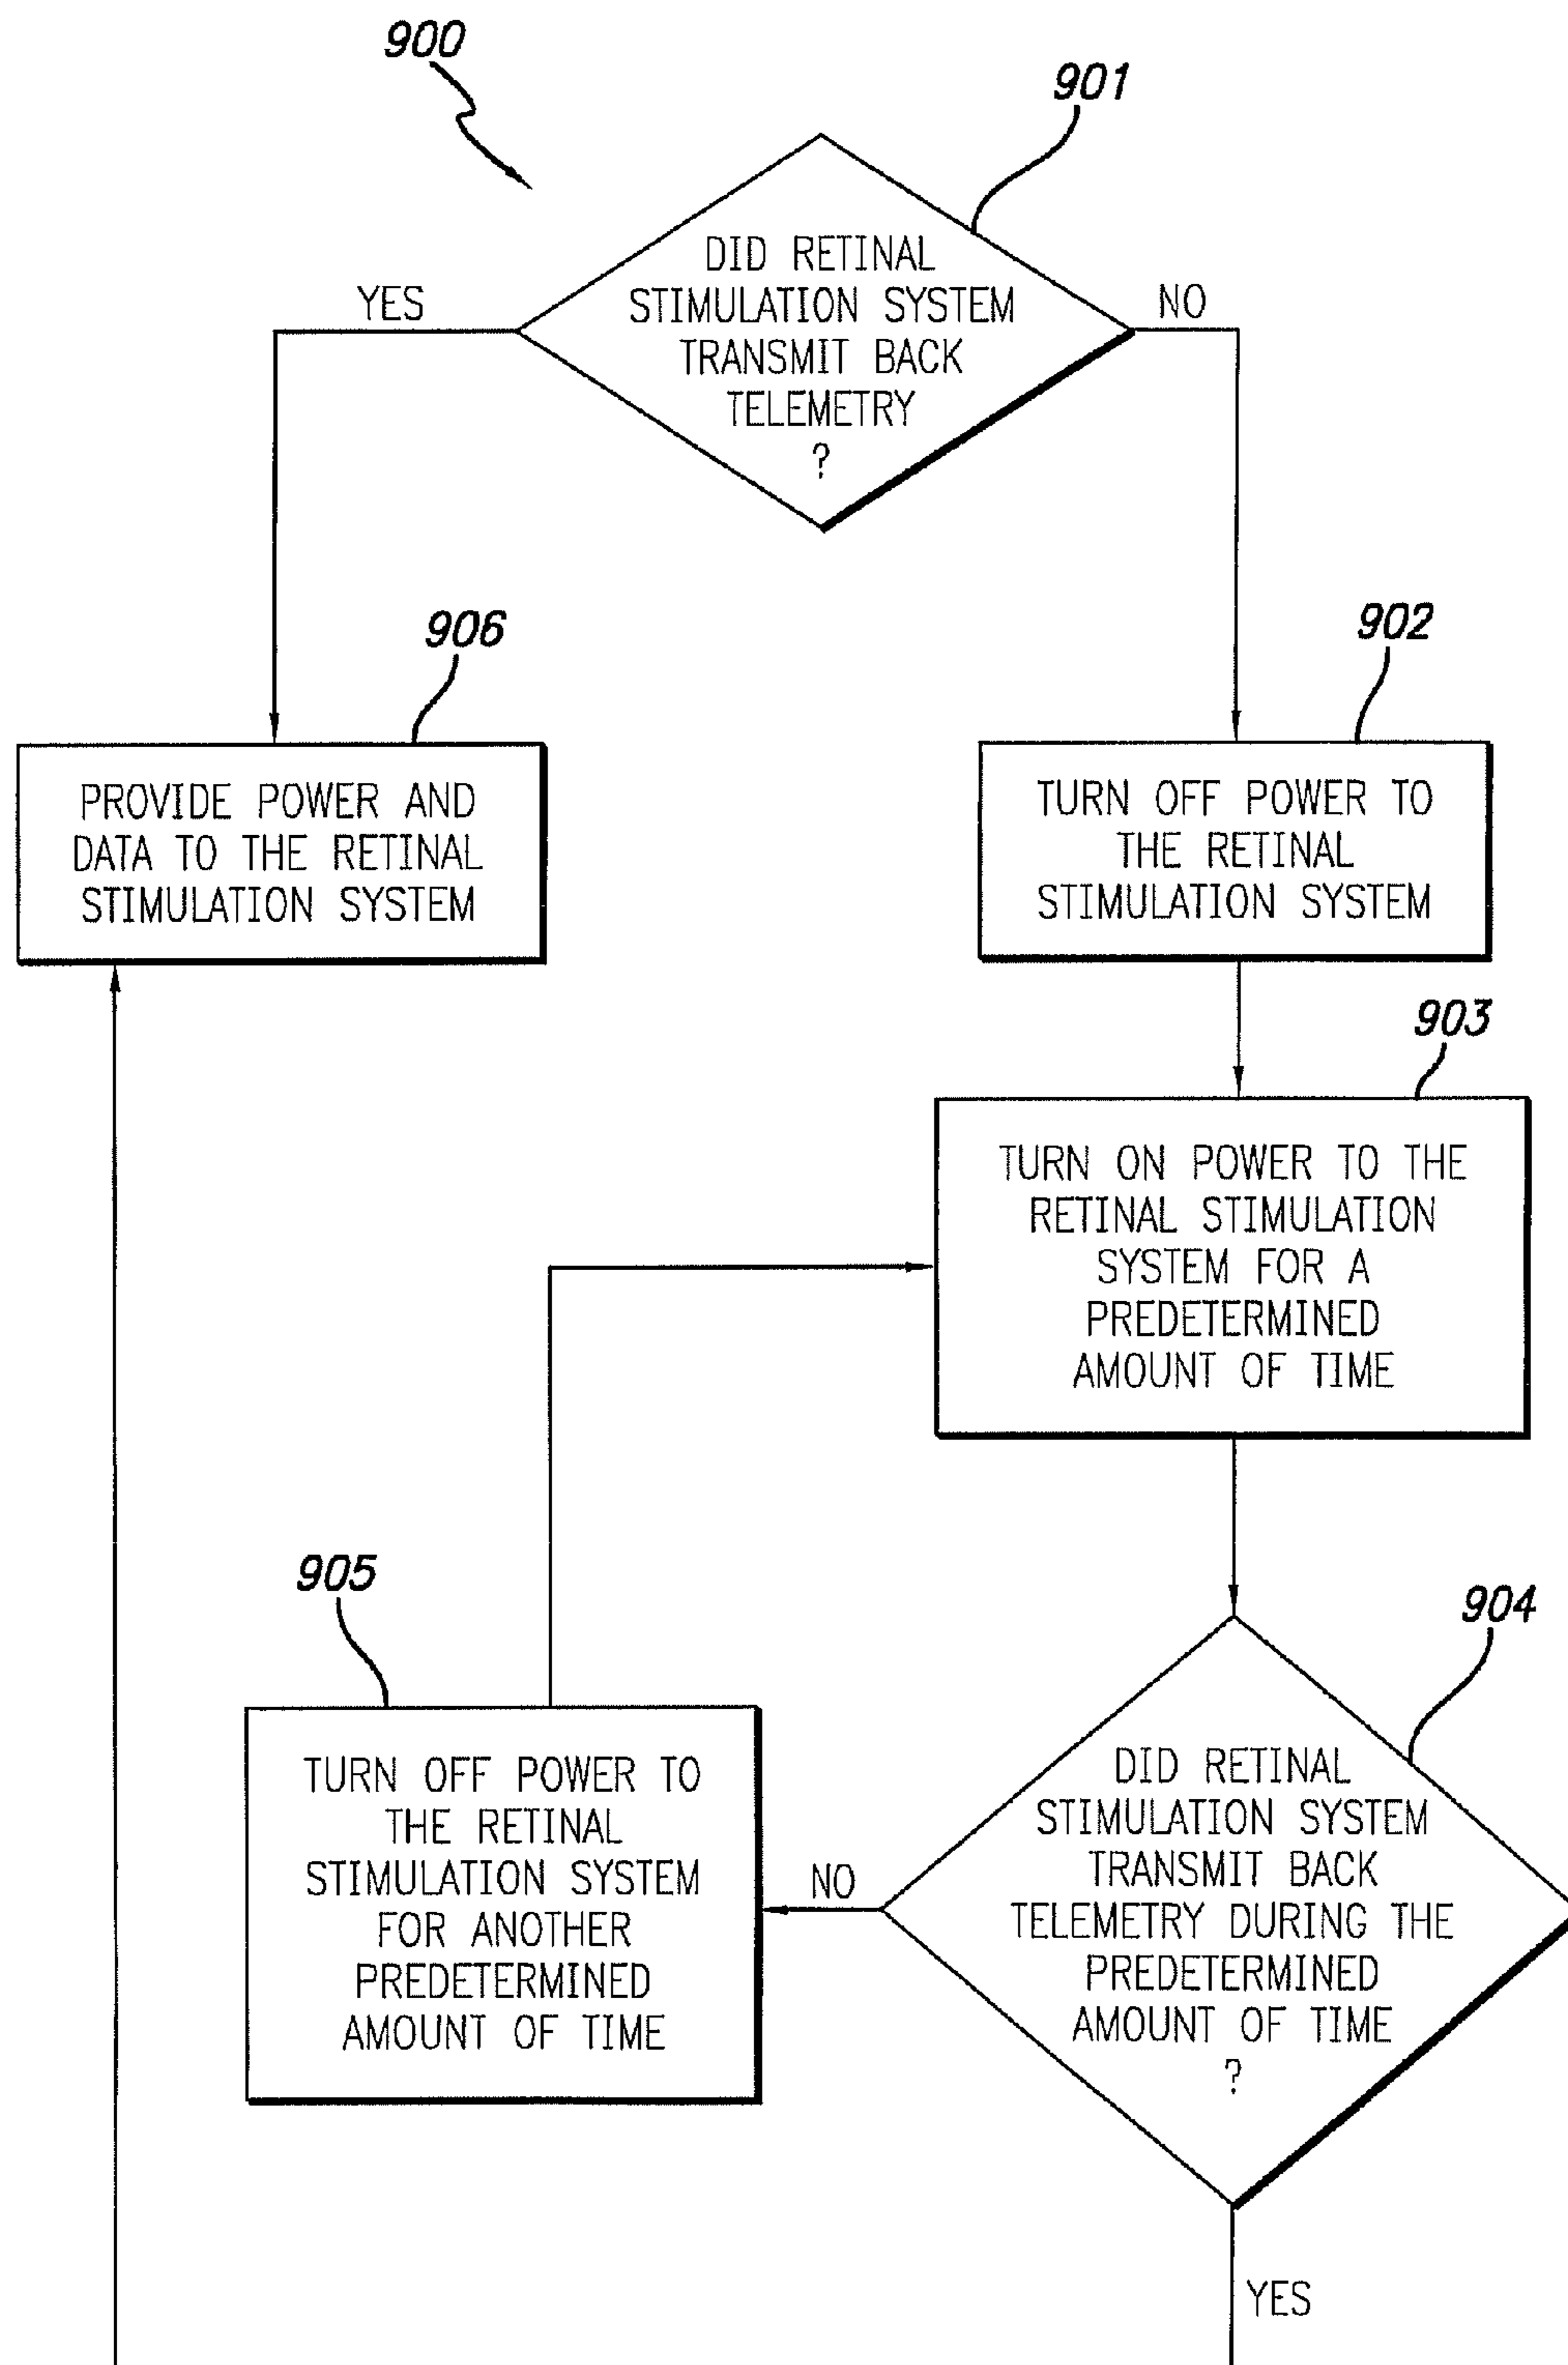 900
901
DID RETINAL
STIMULATION SYSTEM
TRANSMIT BACK
TELEMETRY
?
YES
NO
906
PROVIDE POWER AND
DATA TO THE RETINAL
STIMULATION SYSTEM
902
TURN OFF POWER TO
THE RETINAL
STIMULATION SYSTEM
903
TURN ON POWER TO THE
RETINAL STIMULATION
SYSTEM FOR A
PREDETERMINED
AMOUNT OF TIME
905
TURN OFF POWER TO
THE RETINAL
STIMULATION SYSTEM
FOR ANOTHER
PREDETERMINED
AMOUNT OF TIME
NO
904
DID RETINAL
STIMULATION SYSTEM
TRANSMIT BACK
TELEMETRY DURING THE
PREDETERMINED
AMOUNT OF TIME
?
YES